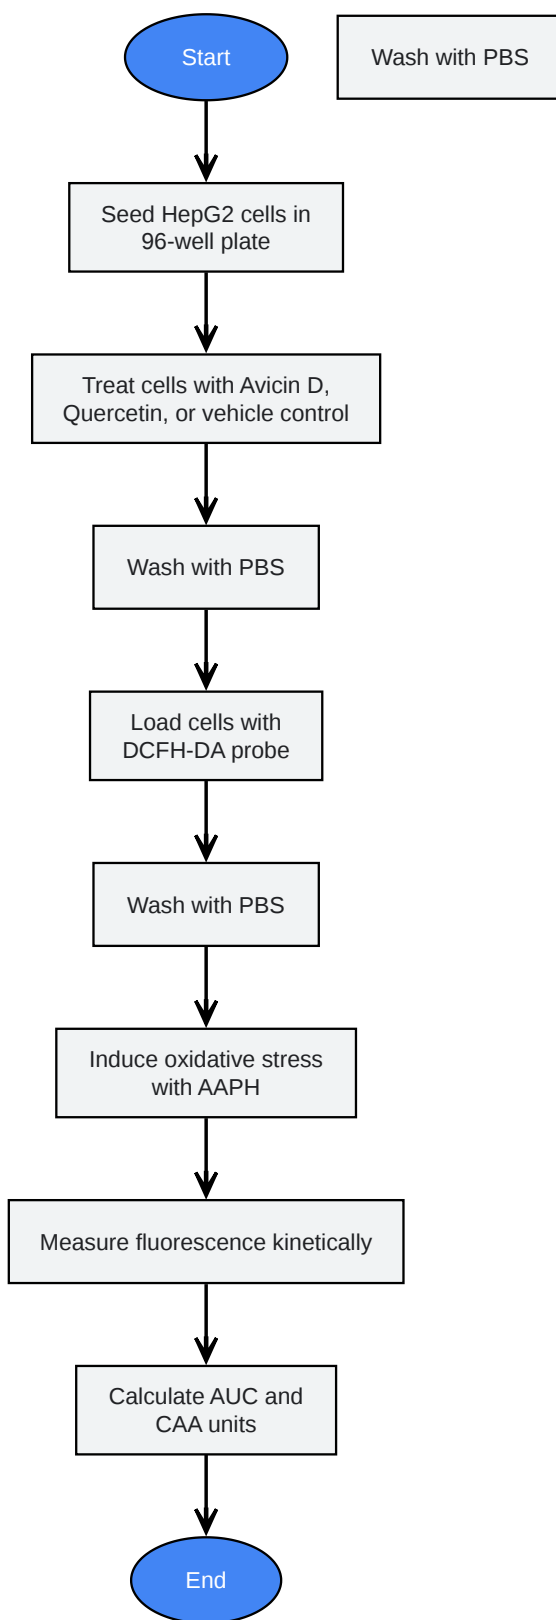 Start
Wash with PBS
Seed HepG2 cells in
96-well plate
Treat cells with Avicin D,
Quercetin, or vehicle control
Wash with PBS
Load cells with
DCFH-DA probe
Wash with PBS
Induce oxidative stress
with AAPH
Measure fluorescence kinetically
Calculate AUC and
CAA units
End